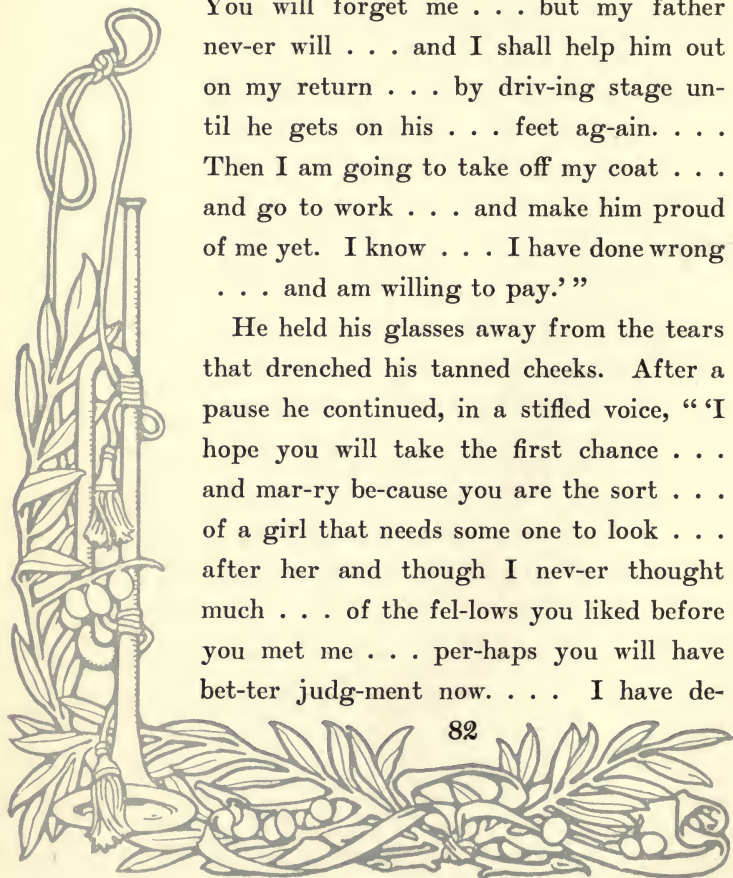 You will forget me . . . but my father
nev-er will . . . and I shall help him out
on my return . . . by driv-ing stage un-
til he gets on his . . . feet ag-ain. . . .
Then I am going to take off my coat . . .
and go to work . . . and make him proud
of me yet. I know . . . I have done wrong
. . . and am willing to pay.’ ”
He held his glasses away from the tears
that drenched his tanned cheeks. After a
pause he continued, in a stifled voice, “ ‘I
hope you will take the first chance . . .
and mar-ry be-cause you are the sort . . .
of a girl that needs some one to look . . .
after her and though I nev-er thought
much . . . of the fel-lows you liked before
you met me . . . per-haps you will have
bet-ter judg-ment now. . . . I have de-
82